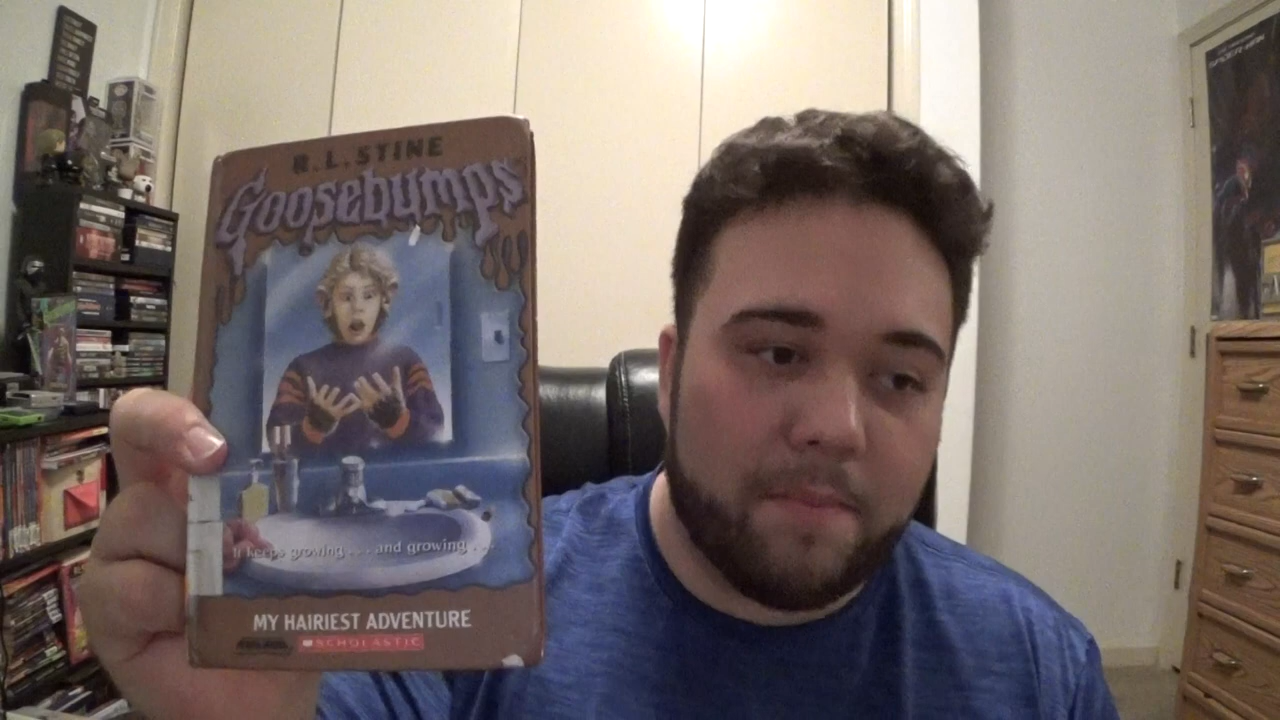 R.L. STINE
Goosebumps
It keeps growing . . . and growing . . .
MY HAIRIEST ADVENTURE
SCHOLASTIC